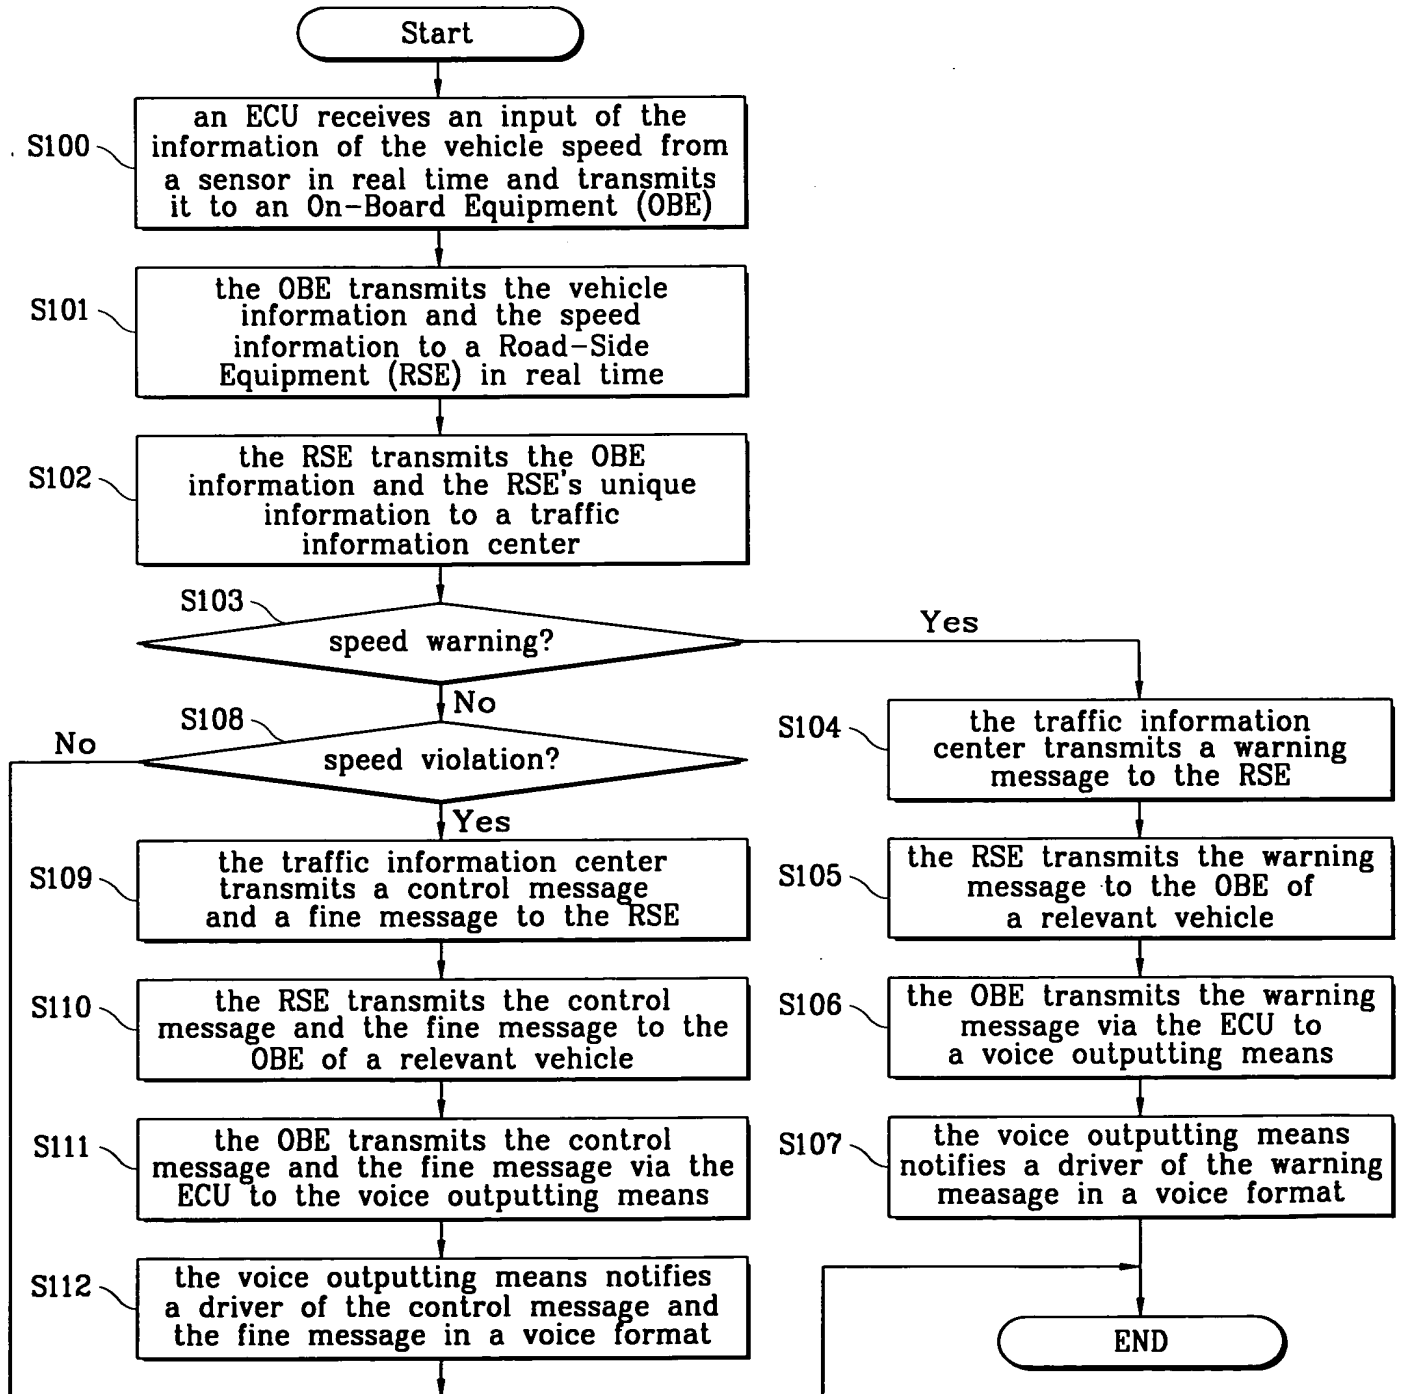 Start
S100
an ECU receives an input of the
information of the vehicle speed from
a sensor in real time and transmits
it to an On-Board Equipment (OBE)
S101
the OBE transmits the vehicle
information and the speed
information to a Road-Side
Equipment (RSE) in real time
S102
the RSE transmits the OBE
information and the RSE's unique
information to a traffic
information center
S103
speed warning?
Yes
No
S108
speed violation?
No
Yes
S109
the traffic information center
transmits a control message
and a fine message to the RSE
S110
the RSE transmits the control
message and the fine message to the
OBE of a relevant vehicle
S111
the OBE transmits the control
message and the fine message via the
ECU to the voice outputting means
S112
the voice outputting means notifies
a driver of the control message and
the fine message in a voice format
S104
the traffic information
center transmits a warning
message to the RSE
S105
the RSE transmits the warning
message to the OBE of
a relevant vehicle
S106
the OBE transmits the warning
message via the ECU to
a voice outputting means
S107
the voice outputting means
notifies a driver of the warning
measage in a voice format
END